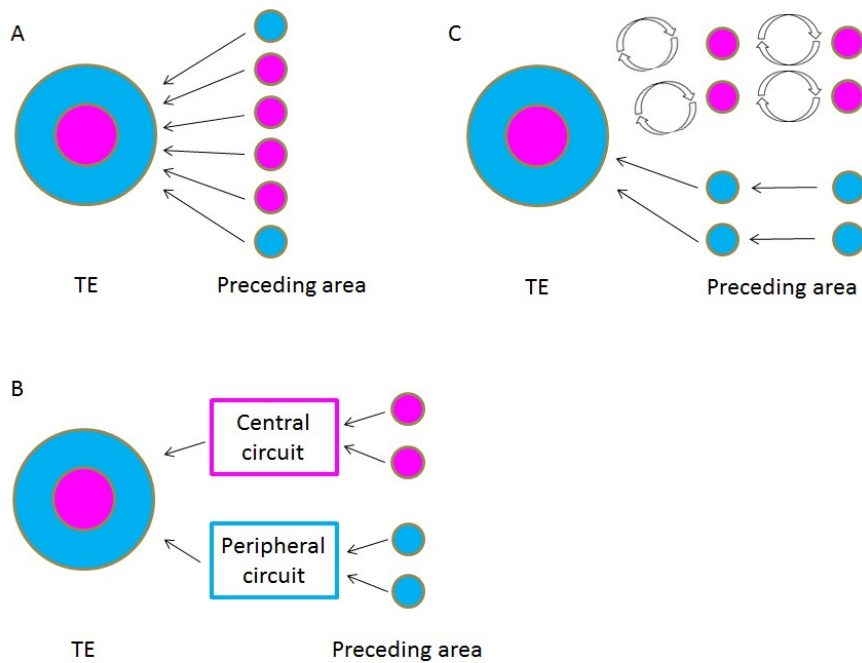 A
TE
Preceding area
C
TE
Preceding area
B
Central
circuit
Peripheral
circuit
TE
Preceding area